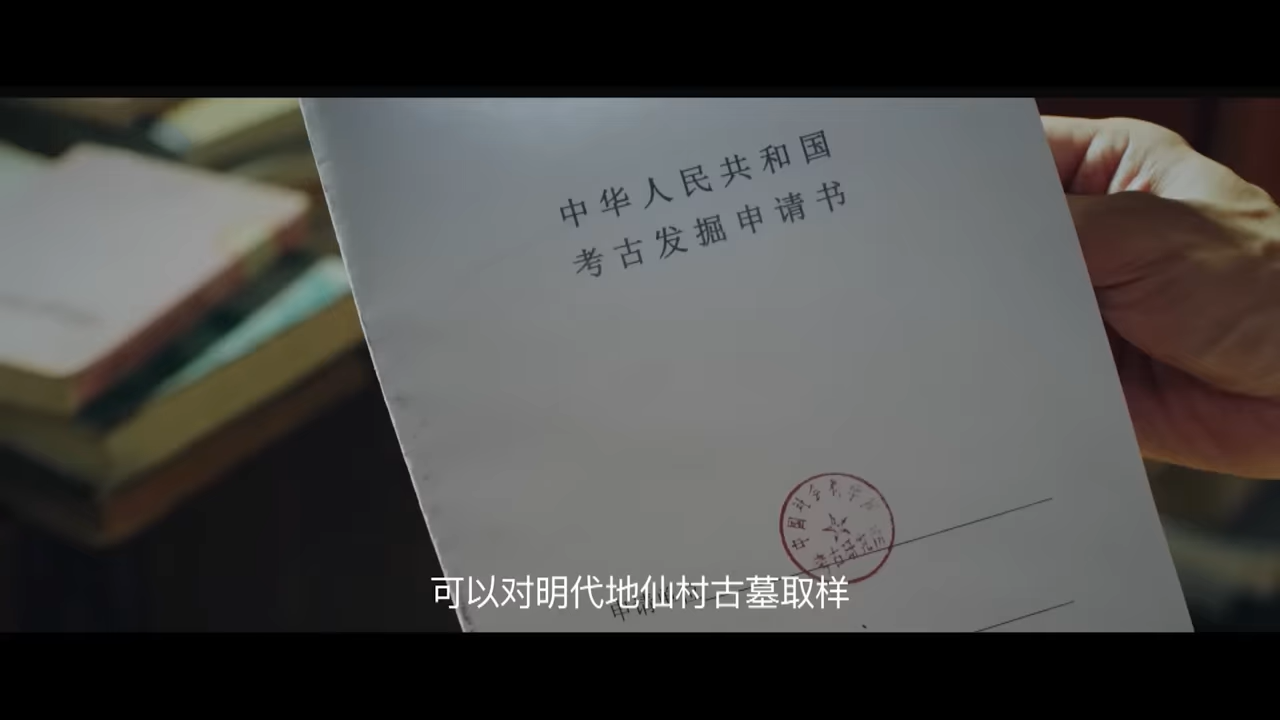 中华人民共和国
考古发掘申请书
可以对明代地仙村古墓取样